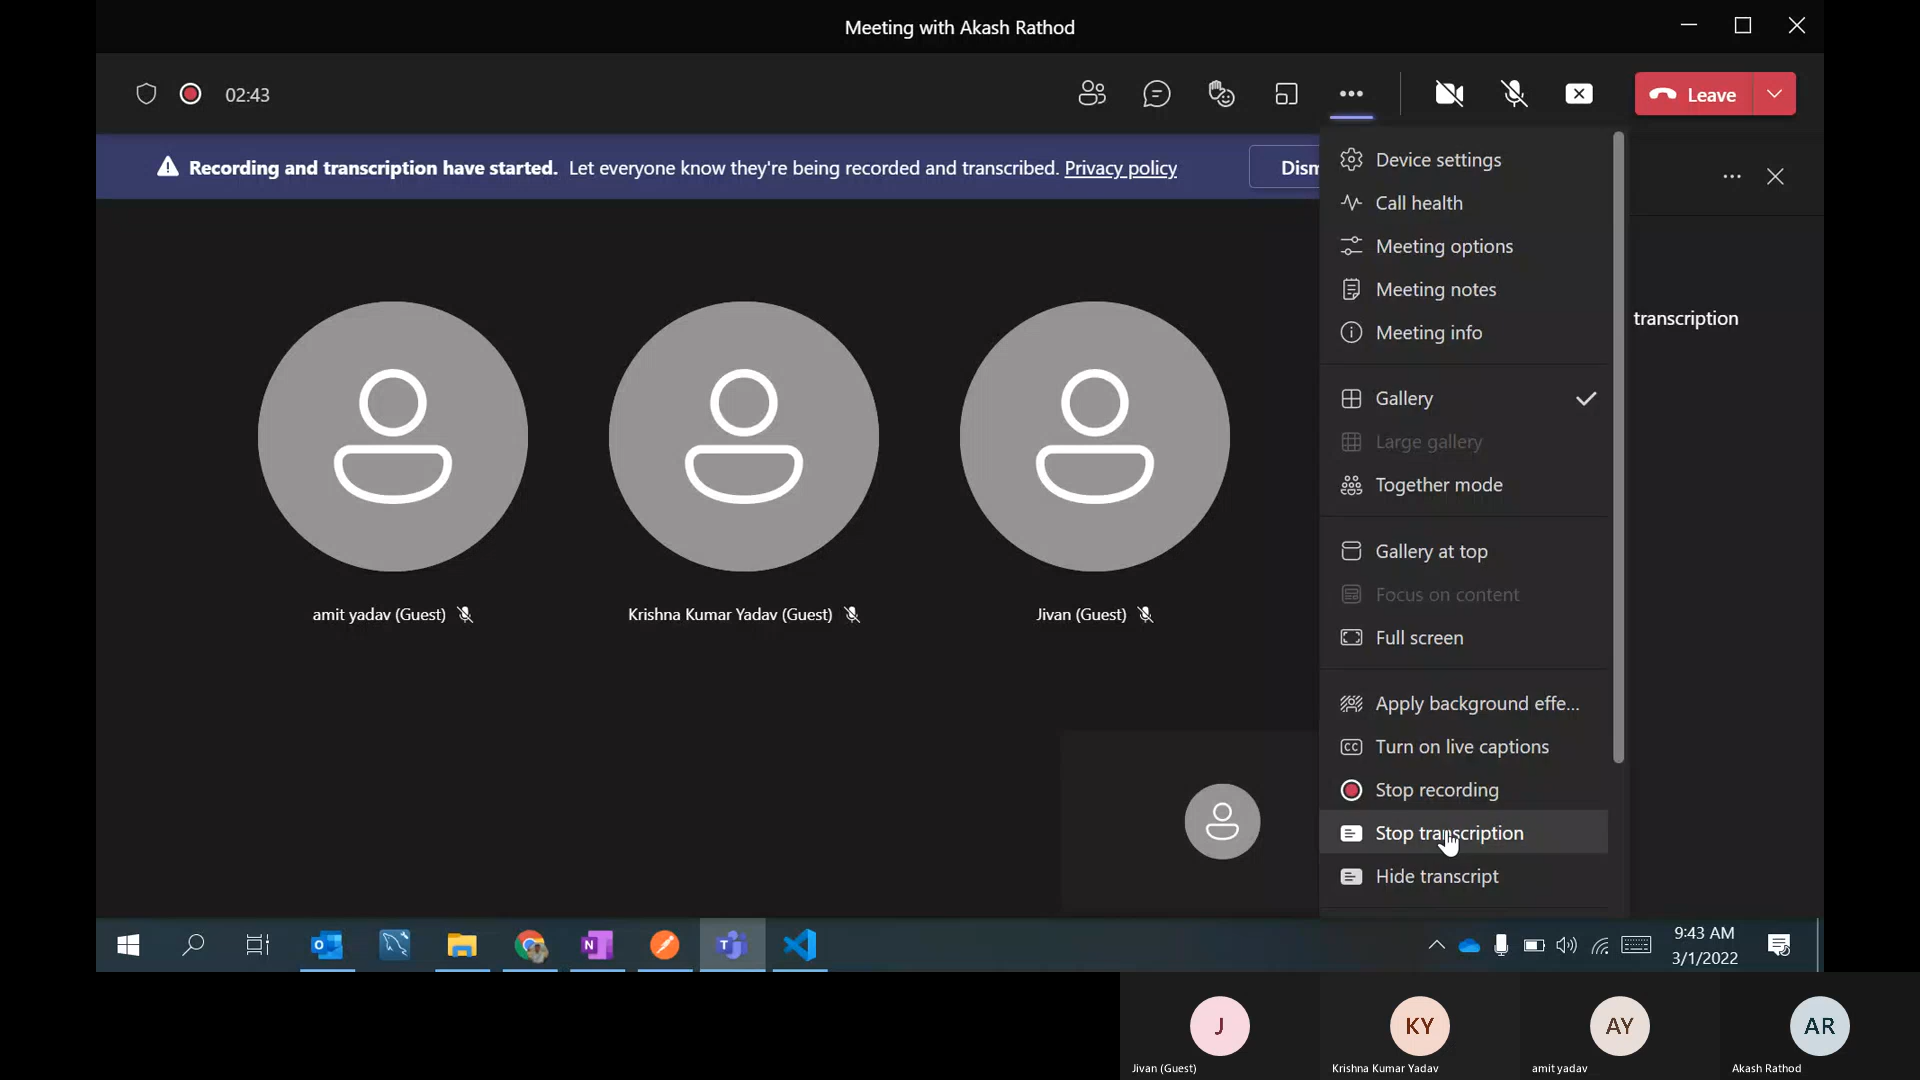 Meeting with Akash Rathod
02:43
Leave
Recording and transcription have started. Let everyone know they're being recorded and transcribed. Privacy policy
Dism
Device settings
Call health
Meeting options
Meeting notes
Meeting info
transcription
Gallery
Large gallery
Together mode
Gallery at top
Focus on content
Full screen
amit yadav (Guest)
Krishna Kumar Yadav (Guest)
Jivan (Guest)
Apply background effe...
CC Turn on live captions
Stop recording
Stop transcription
Hide transcript
9:43 AM
3/1/2022
J
KY
AY
AR
Jivan (Guest)
Krishna Kumar Yadav
amit yadav
Akash Rathod